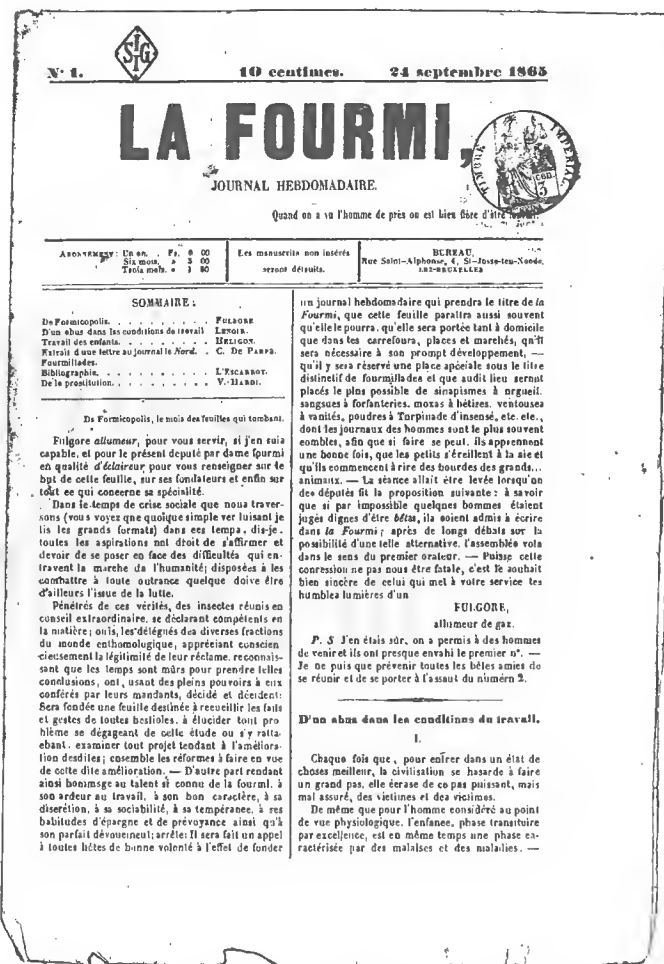 SIIG
N° 1.
10 centimes.
24 septembre 1865
LA FOURMI,
JOURNAL HEBDOMADAIRE.
TIMBRE IMPÉRIAL
CEN. 3
Quand on a vu l'homme de près on est bien fière d'être
ABONNEMENT: Un an. . Fs. 6 00
Six mois. » 3 00
Trois mois. » 1 50
Les manuscrits non insérés
seront détruits.
BUREAU,
Rue Saint-Alphonse, 4, St-Josse-ten-Noode,
LEZ-BRUXELLES
SOMMAIRE :
De Formicopolis. . . . . . . . . . FULGORE
D'un abus dans les conditions de travail LENOIR.
Travail des enfants. . . . . . . . . HELIGON.
Extrait d'une lettre au journal le Nord. . C. DE PAEPE.
Fourmillades.
Bibliographie. . . . . . . . . . . L'ESCARBOT.
De le prostitution. . . . . . . . . V. HARDI.
De Formicopolis, le mois des feuilles qui tombent.
Fulgore allumeur, pour vous servir, si j'en suis
capable, et pour le présent deputé par dame fourmi
en qualité d'éclaireur pour vous renseigner sur le
but de cette feuille, sur ses fondateurs et enfin sur
tout ce qui concerne sa spécialité.
Dans le temps de crise sociale que nous traver-
sons (vous voyez que quoique simple ver luisant je
lis les grands formats) dans ces temps, dis-je,
toutes les aspirations ont droit de s'affirmer et
devoir de se poser en face des difficultés qui en-
travent la marche de l'humanité; disposées à les
combattre à toute outrance quelque doive être
d'ailleurs l'issue de la lutte.
Pénétrés de ces vérités, des insectes réunis en
conseil extraordinaire, se déclarant compétents en
la matière; ouïs, les délégués des diverses fractions
du monde enthomologique, appréciant conscien
cieusement la légitimité de leur réclame, reconnais-
sant que les temps sont mûrs pour prendre telles
conclusions, ont, usant des pleins pouvoirs à eux
conférés par leurs mandants, décidé et décident:
Sera fondée une feuille destinée à recueillir les faits
et gestes de toutes bestioles, à élucider tout pro
blème se dégageant de cette étude ou s'y ratta-
chant, examiner tout projet tendant à l'améliora-
tion desdites; ensemble les réformes à faire en vue
de cette dite amélioration. — D'autre part rendant
ainsi hommage au talent si connu de la fourmi, à
son ardeur au travail, à son bon caractère, à sa
discrétion, à sa sociabilité, à sa tempérance, à ses
habitudes d'épargne et de prévoyance ainsi qu'à
son parfait dévouement; arrête: Il sera fait un appel
à toutes bêtes de bonne volonté à l'effet de fonder
un journal hebdomadaire qui prendra le titre de la
Fourmi, que cette feuille paraîtra aussi souvent
qu'elle le pourra, qu'elle sera portée tant à domicile
que dans les carrefours, places et marchés, qu'il
sera nécessaire à son prompt développement, —
qu'il y sera réservé une place spéciale sous le titre
distinctif de fourmillades et que audit lieu seront
placés le plus possible de sinapismes à orgueil,
sangsues à forfanteries, moxas à bêtises, ventouses
à vanités, poudres à Torpinade d'insensé, etc. etc.,
dont les journaux des hommes sont le plus souvent
combles, afin que si faire se peut, ils apprennent
une bonne fois, que les petits s'éveillent à la vie et
qu'ils commencent à rire des bourdes des grands...
animaux. — La séance allait être levée lorsqu'on
des députés fit la proposition suivante : à savoir
que si par impossible quelques hommes étaient
jugés dignes d'être bêtes, ils soient admis à écrire
dans la Fourmi; après de longs débats sur la
possibilité d'une telle alternative, l'assemblée vota
dans le sens du premier orateur. — Puisse cette
concession ne pas nous être fatale, c'est le souhait
bien sincère de celui qui met à votre service les
humbles lumières d'un
FULGORE,
allumeur de gaz.
P. S J'en étais sûr, on a permis à des hommes
de venir et ils ont presque envahi le premier n°. —
Je ne puis que prévenir toutes les bêtes amies de
se réunir et de se porter à l'assaut du numéro 2.
D'un abus dans les conditions du travail.
I.
Chaque fois que, pour entrer dans un état de
choses meilleur, la civilisation se hasarde à faire
un grand pas, elle écrase de ce pas puissant, mais
mal assuré, des victimes et des victimes.
De même que pour l'homme considéré au point
de vue physiologique, l'enfance, phase transitoire
par excellence, est en même temps une phase ca-
ractérisée par des malaises et des maladies. —